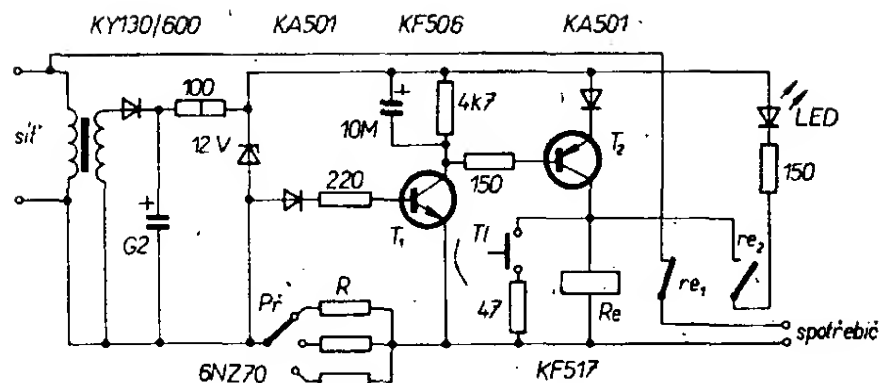 KY130/600 KA501 KF506 KA501
100
síť
12 V
10M
4k7
LED
T₂
220
150
150
G2
T₁
Tl
re₂
Př
R
47
Re
re₁
spotřebič
6NZ70
KF517